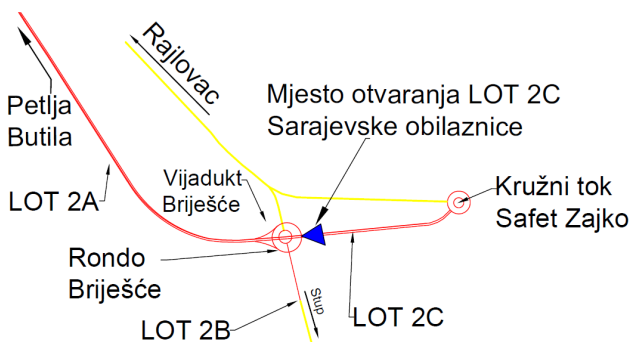 Rajlovac
Petlja
Butila
Mjesto otvaranja LOT 2C
Sarajevske obilaznice
LOT 2A
Vijadukt
Briješće
Kružni tok
Safet Zajko
Rondo
Briješće
Stup
LOT 2B
LOT 2C